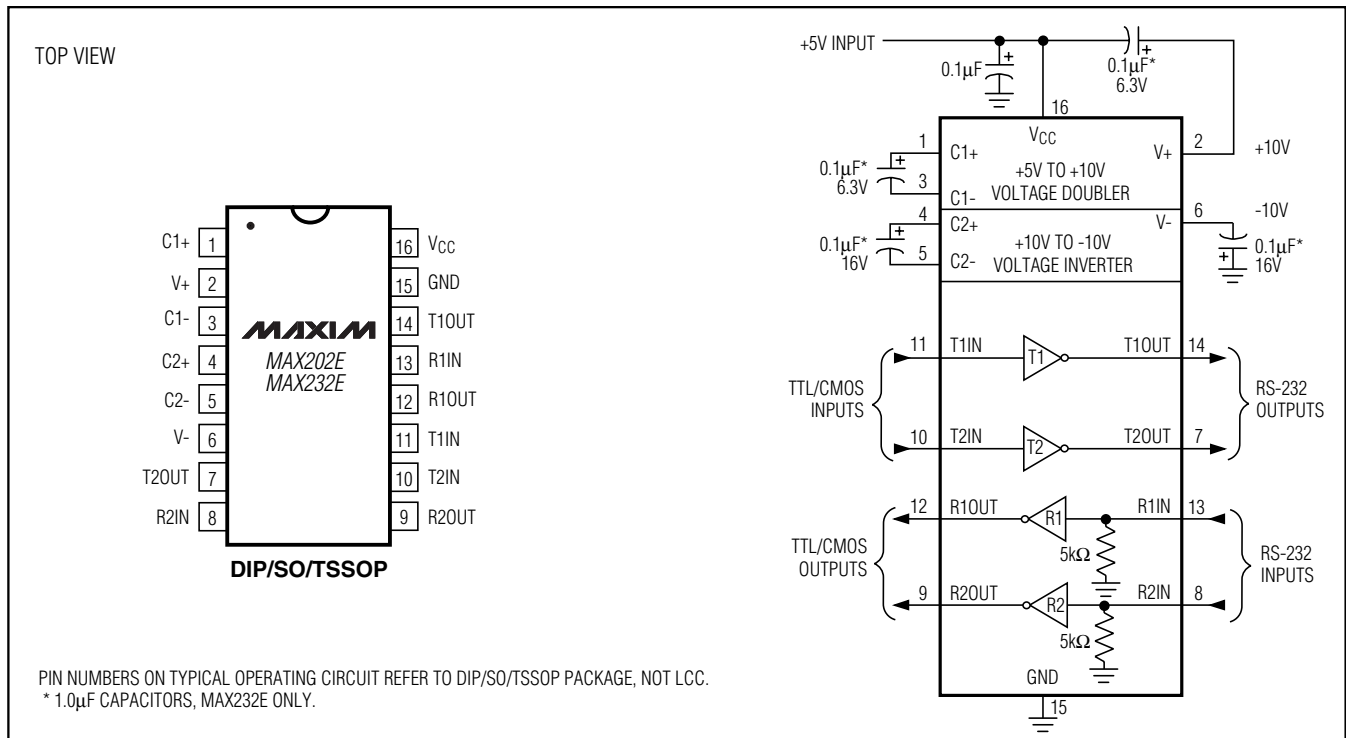 TOP VIEW
C1+ 1
V+ 2
C1- 3
C2+ 4
C2- 5
V- 6
T2OUT 7
R2IN 8
MAXIM
MAX202E
MAX232E
16 VCC
15 GND
14 T1OUT
13 R1IN
12 R1OUT
11 T1IN
10 T2IN
9 R2OUT
DIP/SO/TSSOP
+5V INPUT
0.1µF
+
+
0.1µF*
6.3V
16
VCC
1
C1+
+
0.1µF*
6.3V
3
C1-
+5V TO +10V
VOLTAGE DOUBLER
V+
2
+10V
4
C2+
+
0.1µF*
16V
5
C2-
+10V TO -10V
VOLTAGE INVERTER
V-
6
-10V
+
0.1µF*
16V
TTL/CMOS
INPUTS
11 T1IN T1 T1OUT 14
10 T2IN T2 T2OUT 7
RS-232
OUTPUTS
TTL/CMOS
OUTPUTS
12 R1OUT R1 R1IN 13
5kΩ
9 R2OUT R2 R2IN 8
5kΩ
RS-232
INPUTS
GND
15
PIN NUMBERS ON TYPICAL OPERATING CIRCUIT REFER TO DIP/SO/TSSOP PACKAGE, NOT LCC.
* 1.0µF CAPACITORS, MAX232E ONLY.